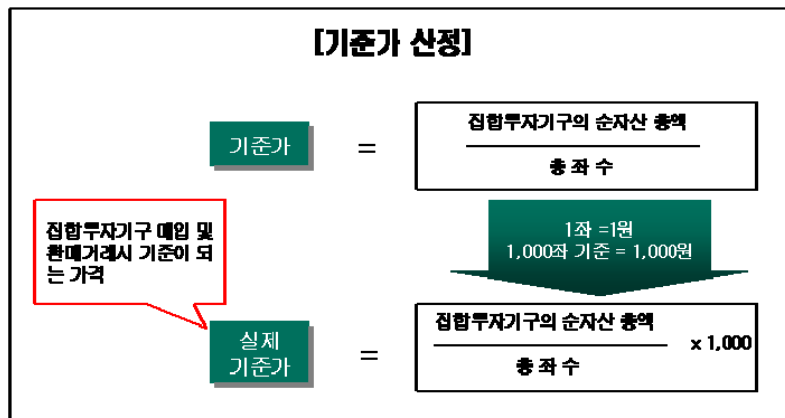 [기준가 산정]
기준가
=
집합투자기구의 순자산 총액
총 좌 수
1좌 =1원
1,000좌 기준 = 1,000원
집합투자기구 매입 및
환매거래시 기준이 되
는 가격
실제
기준가
=
집합투자기구의 순자산 총액
총 좌 수
x 1,000